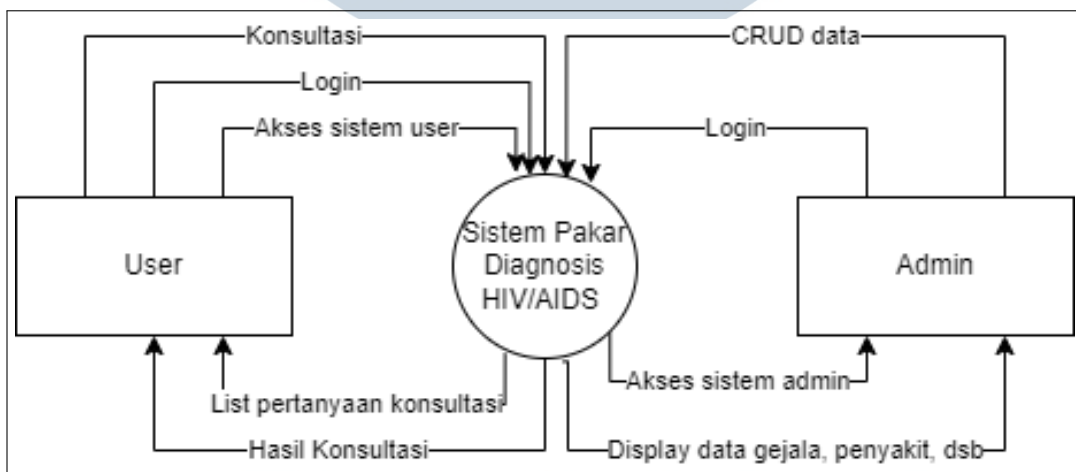 Konsultasi
CRUD data
Login
Akses sistem user
Login
User
Sistem Pakar
Diagnosis
HIV/AIDS
Admin
List pertanyaan konsultasi
Akses sistem admin
Hasil Konsultasi
Display data gejala, penyakit, dsb